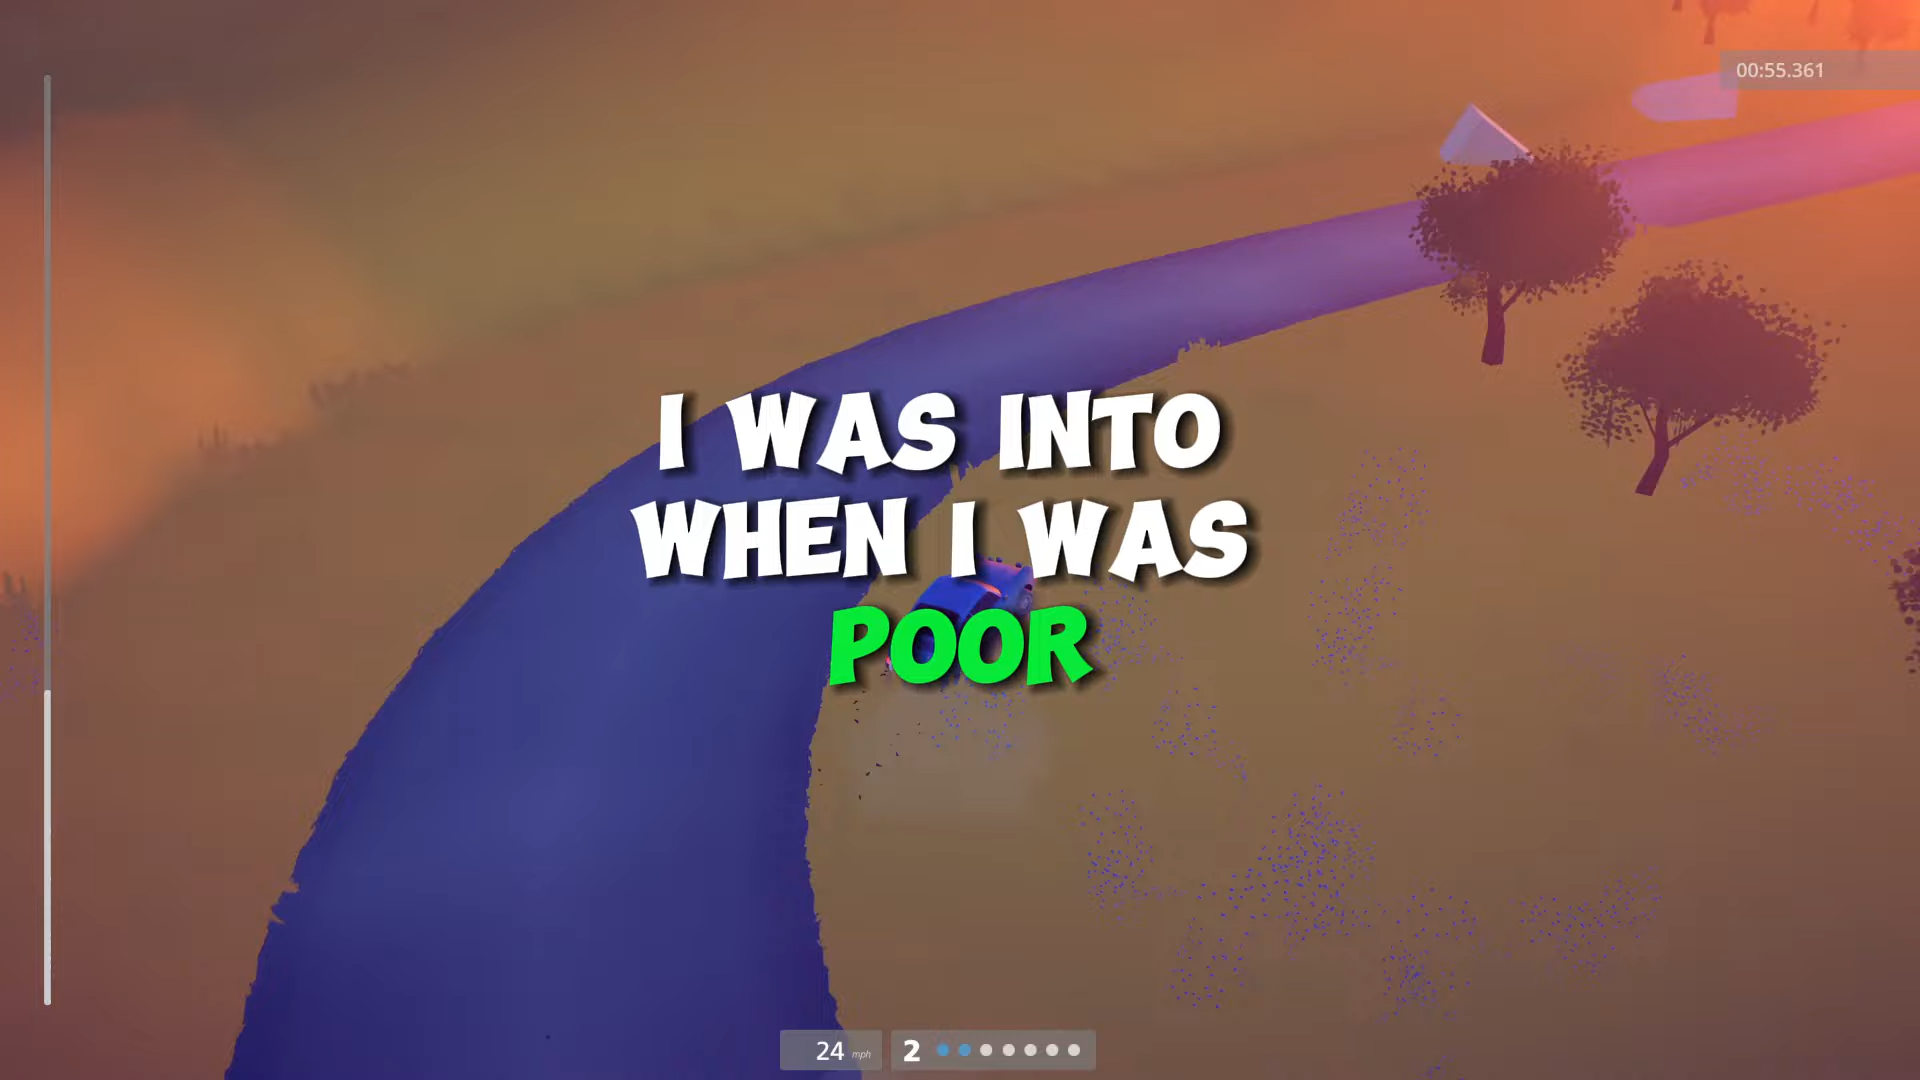 00:55.361
I WAS INTO
WHEN I WAS
POOR
24 mph 2